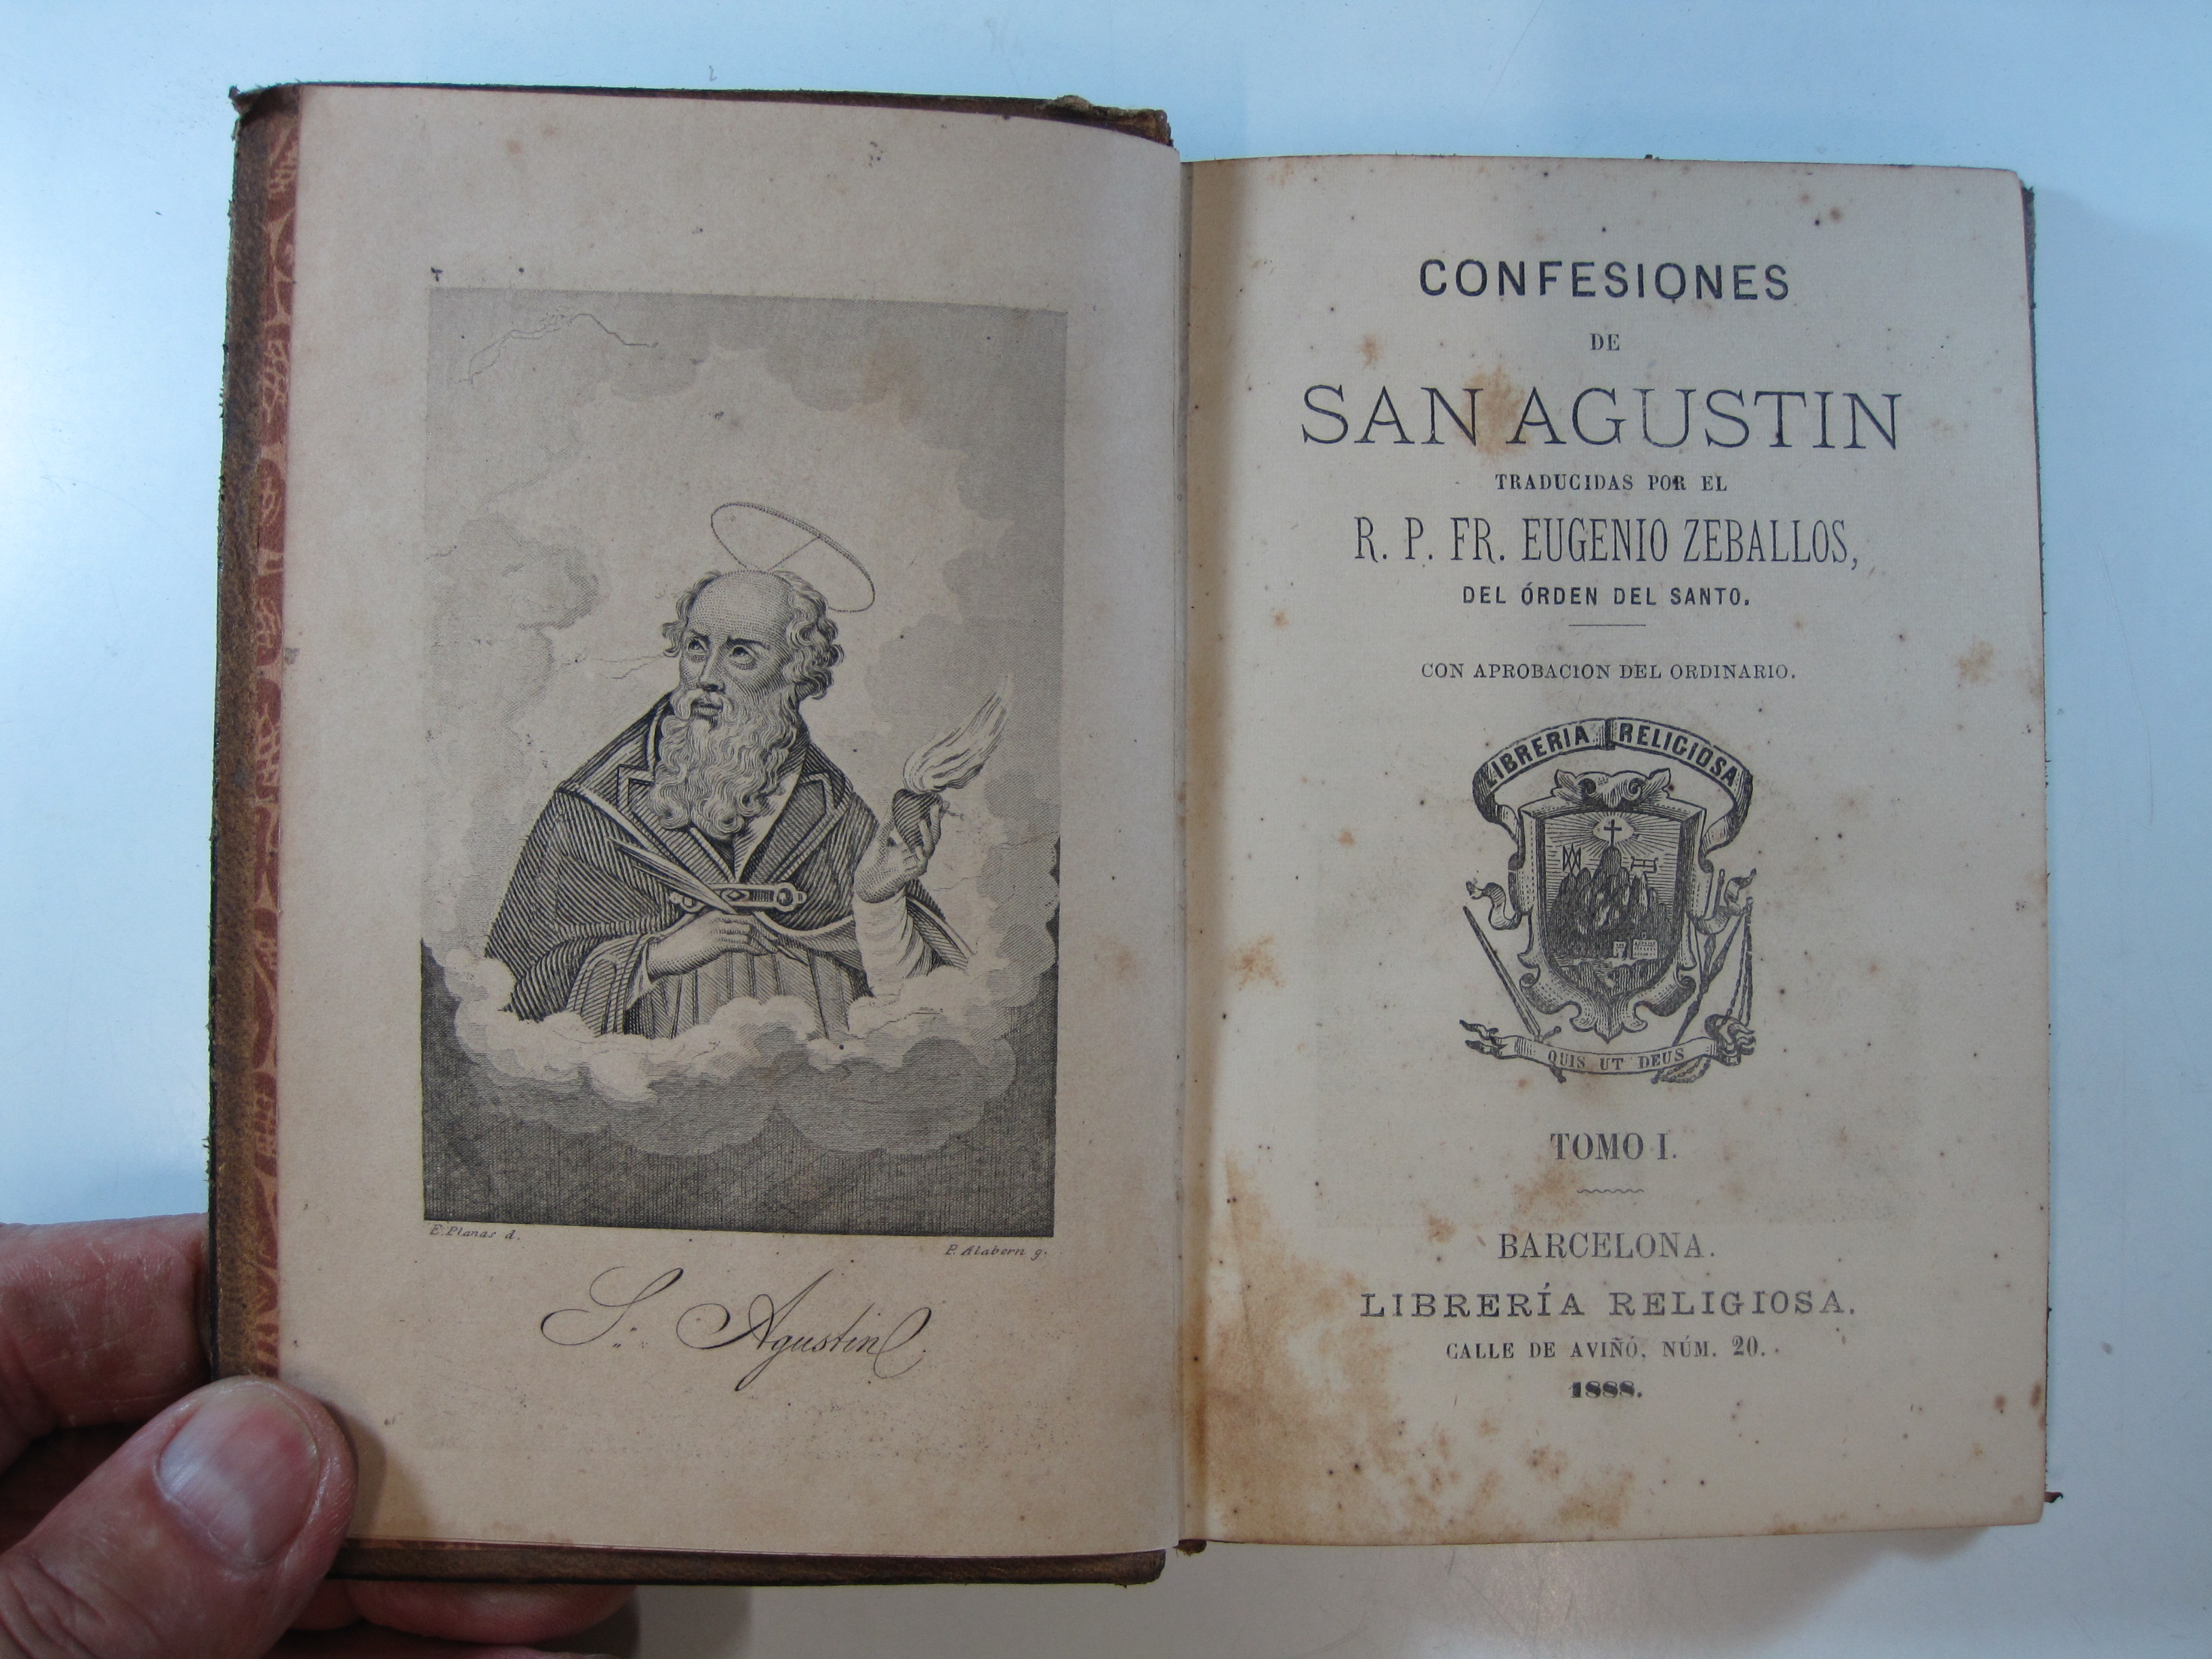 E. Planas d.
P. Alabern g.
S.n Agustin
CONFESIONES
DE
SAN AGUSTIN
TRADUCIDAS POR EL
R. P. FR. EUGENIO ZEBALLOS,
DEL ÓRDEN DEL SANTO.
CON APROBACION DEL ORDINARIO.
LIBRERIA RELIGIOSA
QUIS UT DEUS
TOMO I.
BARCELONA.
LIBRERÍA RELIGIOSA.
CALLE DE AVIÑÓ, NÚM. 20.
1888.